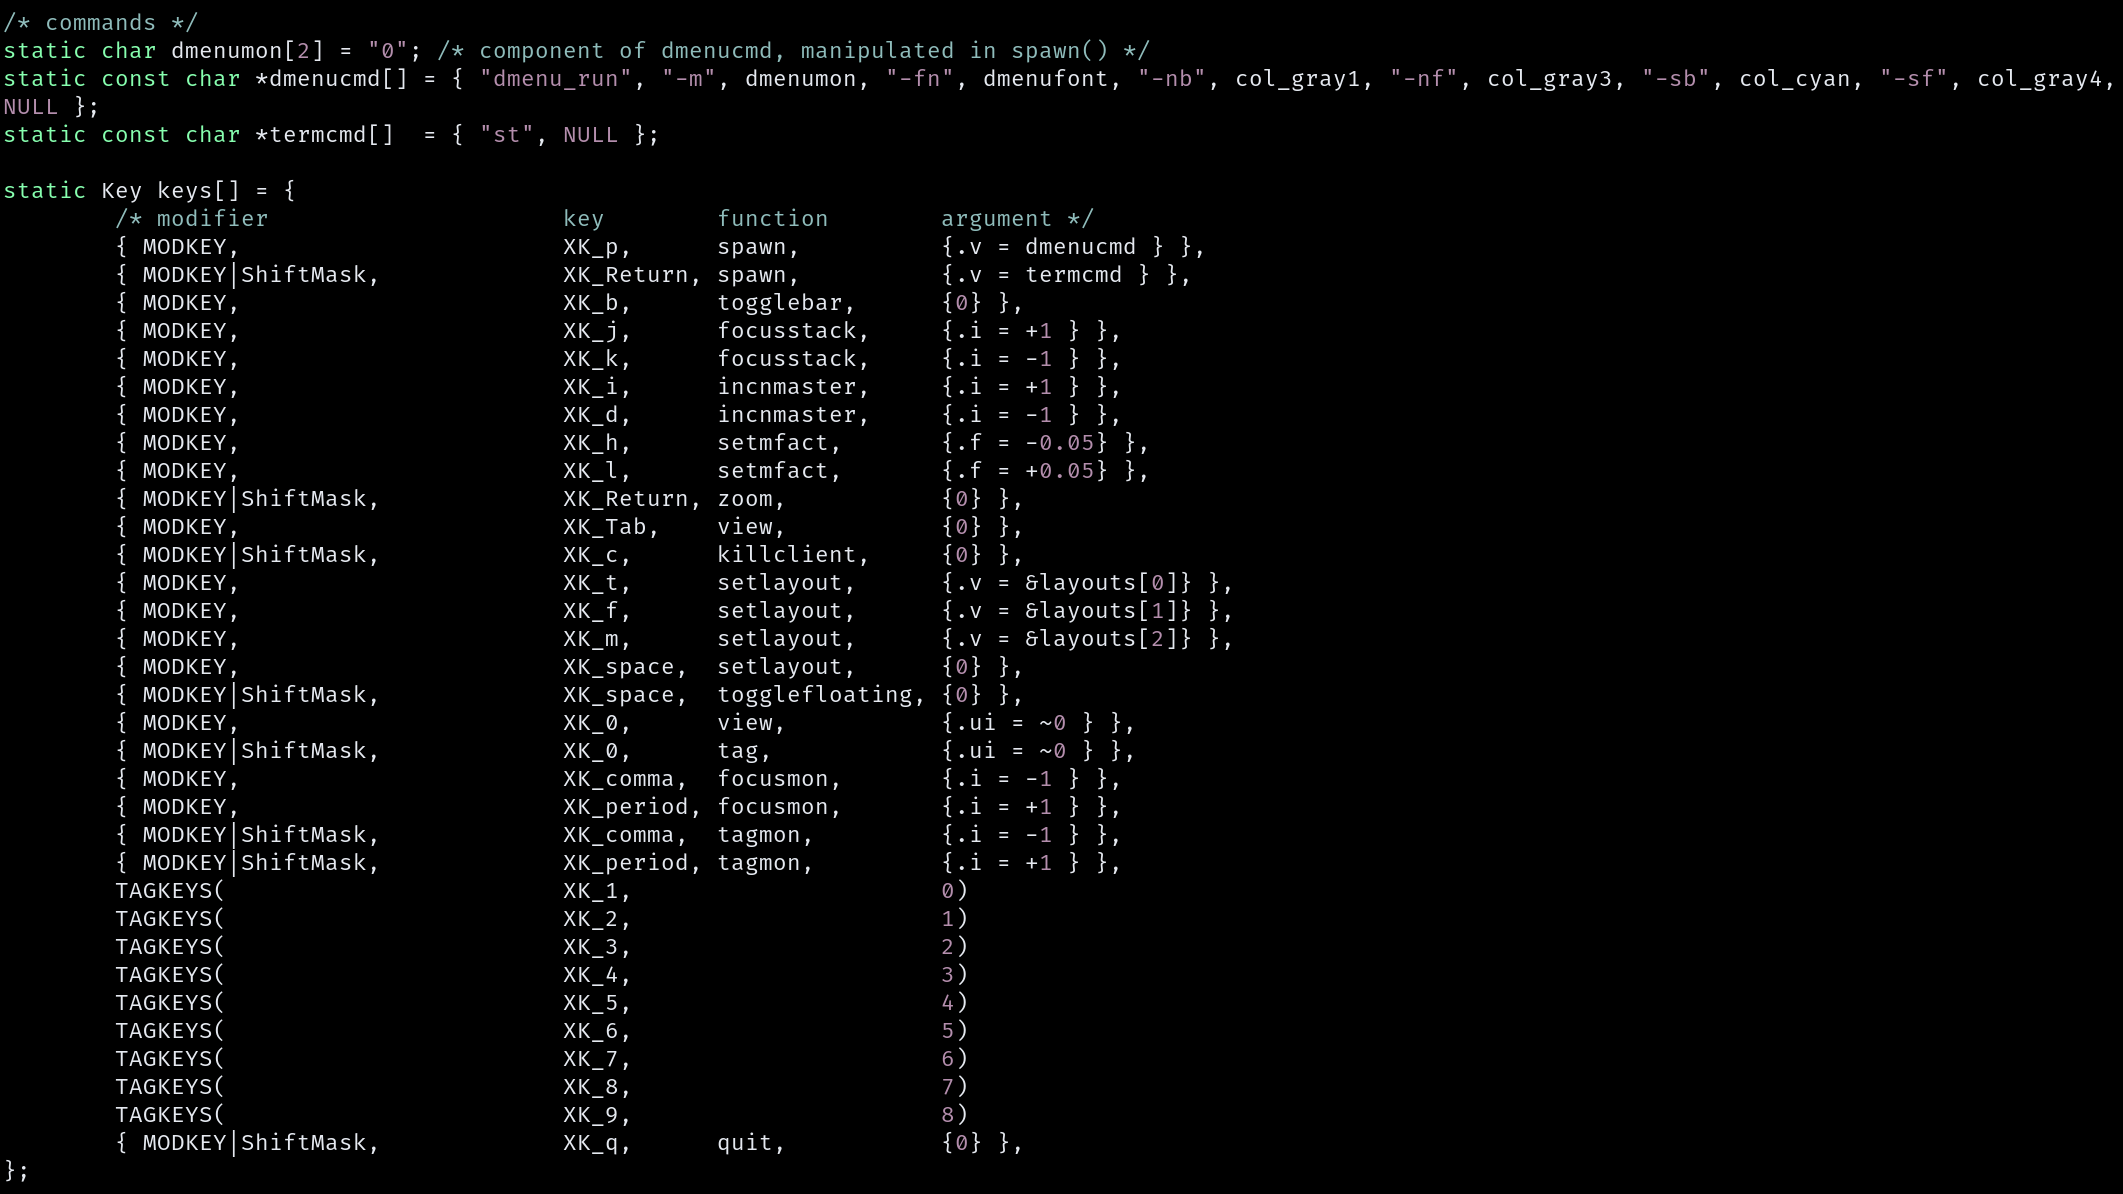 /* commands */
static char dmenumon[2] = "0"; /* component of dmenucmd, manipulated in spawn() */
static const char *dmenucmd[] = { "dmenu_run", "-m", dmenumon, "-fn", dmenufont, "-nb", col_gray1, "-nf", col_gray3, "-sb", col_cyan, "-sf", col_gray4,
NULL };
static const char *termcmd[]  = { "st", NULL };

static Key keys[] = {
        /* modifier                     key        function        argument */
        { MODKEY,                       XK_p,      spawn,          {.v = dmenucmd } },
        { MODKEY|ShiftMask,             XK_Return, spawn,          {.v = termcmd } },
        { MODKEY,                       XK_b,      togglebar,      {0} },
        { MODKEY,                       XK_j,      focusstack,     {.i = +1 } },
        { MODKEY,                       XK_k,      focusstack,     {.i = -1 } },
        { MODKEY,                       XK_i,      incnmaster,     {.i = +1 } },
        { MODKEY,                       XK_d,      incnmaster,     {.i = -1 } },
        { MODKEY,                       XK_h,      setmfact,       {.f = -0.05} },
        { MODKEY,                       XK_l,      setmfact,       {.f = +0.05} },
        { MODKEY|ShiftMask,             XK_Return, zoom,           {0} },
        { MODKEY,                       XK_Tab,    view,           {0} },
        { MODKEY|ShiftMask,             XK_c,      killclient,     {0} },
        { MODKEY,                       XK_t,      setlayout,      {.v = &layouts[0]} },
        { MODKEY,                       XK_f,      setlayout,      {.v = &layouts[1]} },
        { MODKEY,                       XK_m,      setlayout,      {.v = &layouts[2]} },
        { MODKEY,                       XK_space,  setlayout,      {0} },
        { MODKEY|ShiftMask,             XK_space,  togglefloating, {0} },
        { MODKEY,                       XK_0,      view,           {.ui = ~0 } },
        { MODKEY|ShiftMask,             XK_0,      tag,            {.ui = ~0 } },
        { MODKEY,                       XK_comma,  focusmon,       {.i = -1 } },
        { MODKEY,                       XK_period, focusmon,       {.i = +1 } },
        { MODKEY|ShiftMask,             XK_comma,  tagmon,         {.i = -1 } },
        { MODKEY|ShiftMask,             XK_period, tagmon,         {.i = +1 } },
        TAGKEYS(                        XK_1,                      0)
        TAGKEYS(                        XK_2,                      1)
        TAGKEYS(                        XK_3,                      2)
        TAGKEYS(                        XK_4,                      3)
        TAGKEYS(                        XK_5,                      4)
        TAGKEYS(                        XK_6,                      5)
        TAGKEYS(                        XK_7,                      6)
        TAGKEYS(                        XK_8,                      7)
        TAGKEYS(                        XK_9,                      8)
        { MODKEY|ShiftMask,             XK_q,      quit,           {0} },
};